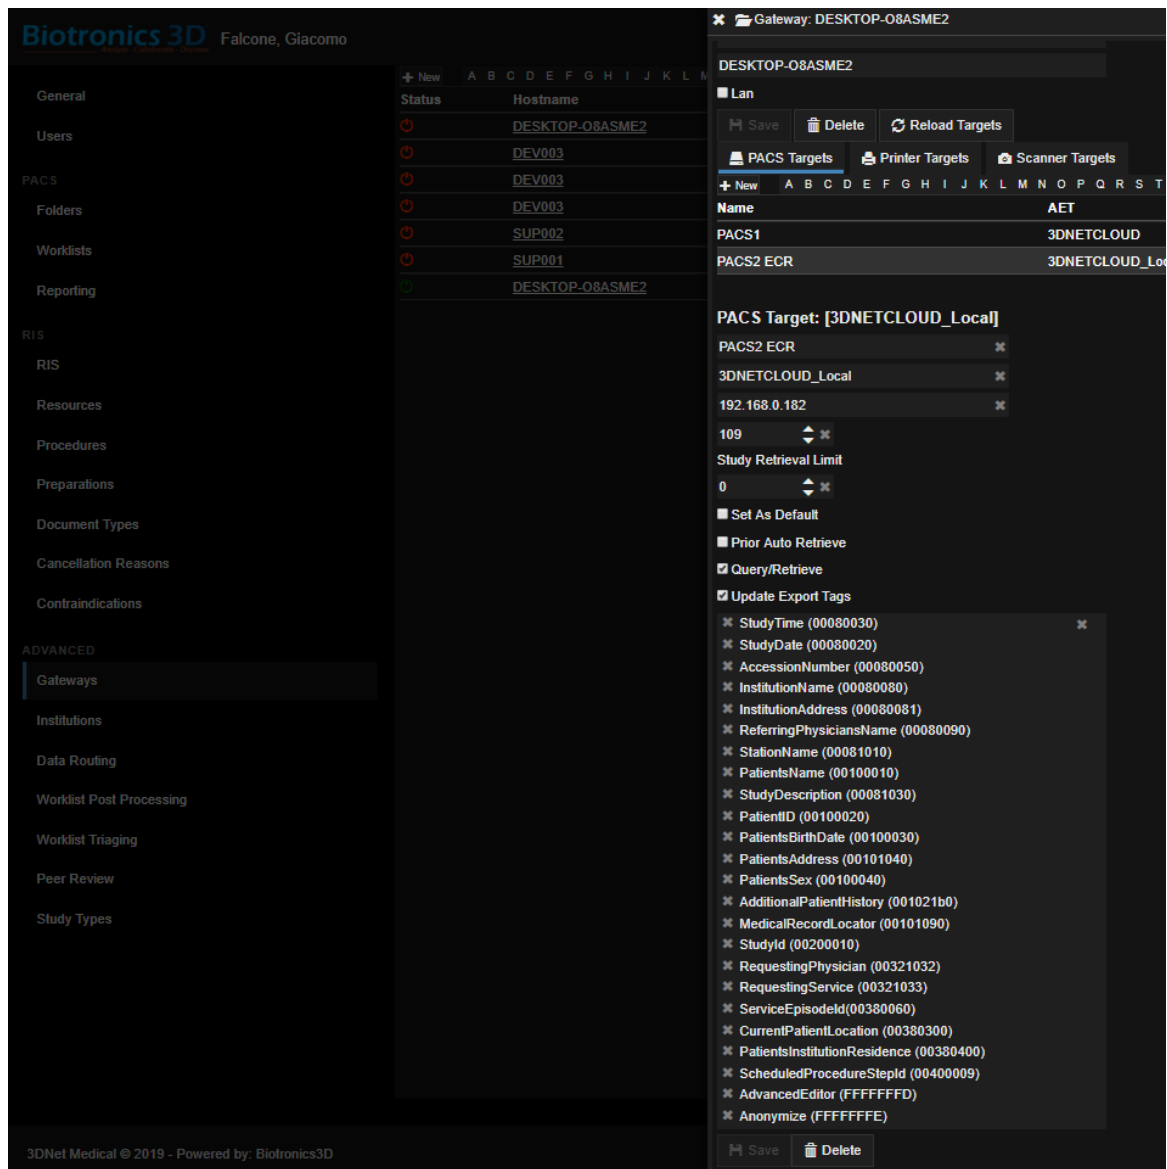 Biotronics 3D Falcone, Giacomo
General
Users
PACS
Folders
Worklists
Reporting
RIS
RIS
Resources
Procedures
Preparations
Document Types
Cancellation Reasons
Contraindications
ADVANCED
Gateways
Institutions
Data Routing
Worklist Post Processing
Worklist Triaging
Peer Review
Study Types
3DNet Medical © 2019 - Powered by: Biotronics3D
+ New A B C D E F G H I J K L M
Status Hostname
DESKTOP-O8ASME2
DEV003
DEV003
DEV003
SUP002
SUP001
DESKTOP-O8ASME2
Gateway: DESKTOP-O8ASME2
DESKTOP-O8ASME2
Lan
Save Delete Reload Targets
PACS Targets Printer Targets Scanner Targets
+ New A B C D E F G H I J K L M N O P Q R S T
Name AET
PACS1 3DNETCLOUD
PACS2 ECR 3DNETCLOUD_Loc
PACS Target: [3DNETCLOUD_Local]
PACS2 ECR
3DNETCLOUD_Local
192.168.0.182
109
Study Retrieval Limit
0
Set As Default
Prior Auto Retrieve
Query/Retrieve
Update Export Tags
StudyTime (00080030)
StudyDate (00080020)
AccessionNumber (00080050)
InstitutionName (00080080)
InstitutionAddress (00080081)
ReferringPhysiciansName (00080090)
StationName (00081010)
PatientsName (00100010)
StudyDescription (00081030)
PatientID (00100020)
PatientsBirthDate (00100030)
PatientsAddress (00101040)
PatientsSex (00100040)
AdditionalPatientHistory (001021b0)
MedicalRecordLocator (00101090)
StudyId (00200010)
RequestingPhysician (00321032)
RequestingService (00321033)
ServiceEpisodeId(00380060)
CurrentPatientLocation (00380300)
PatientsInstitutionResidence (00380400)
ScheduledProcedureStepId (00400009)
AdvancedEditor (FFFFFFFD)
Anonymize (FFFFFFFE)
Save Delete